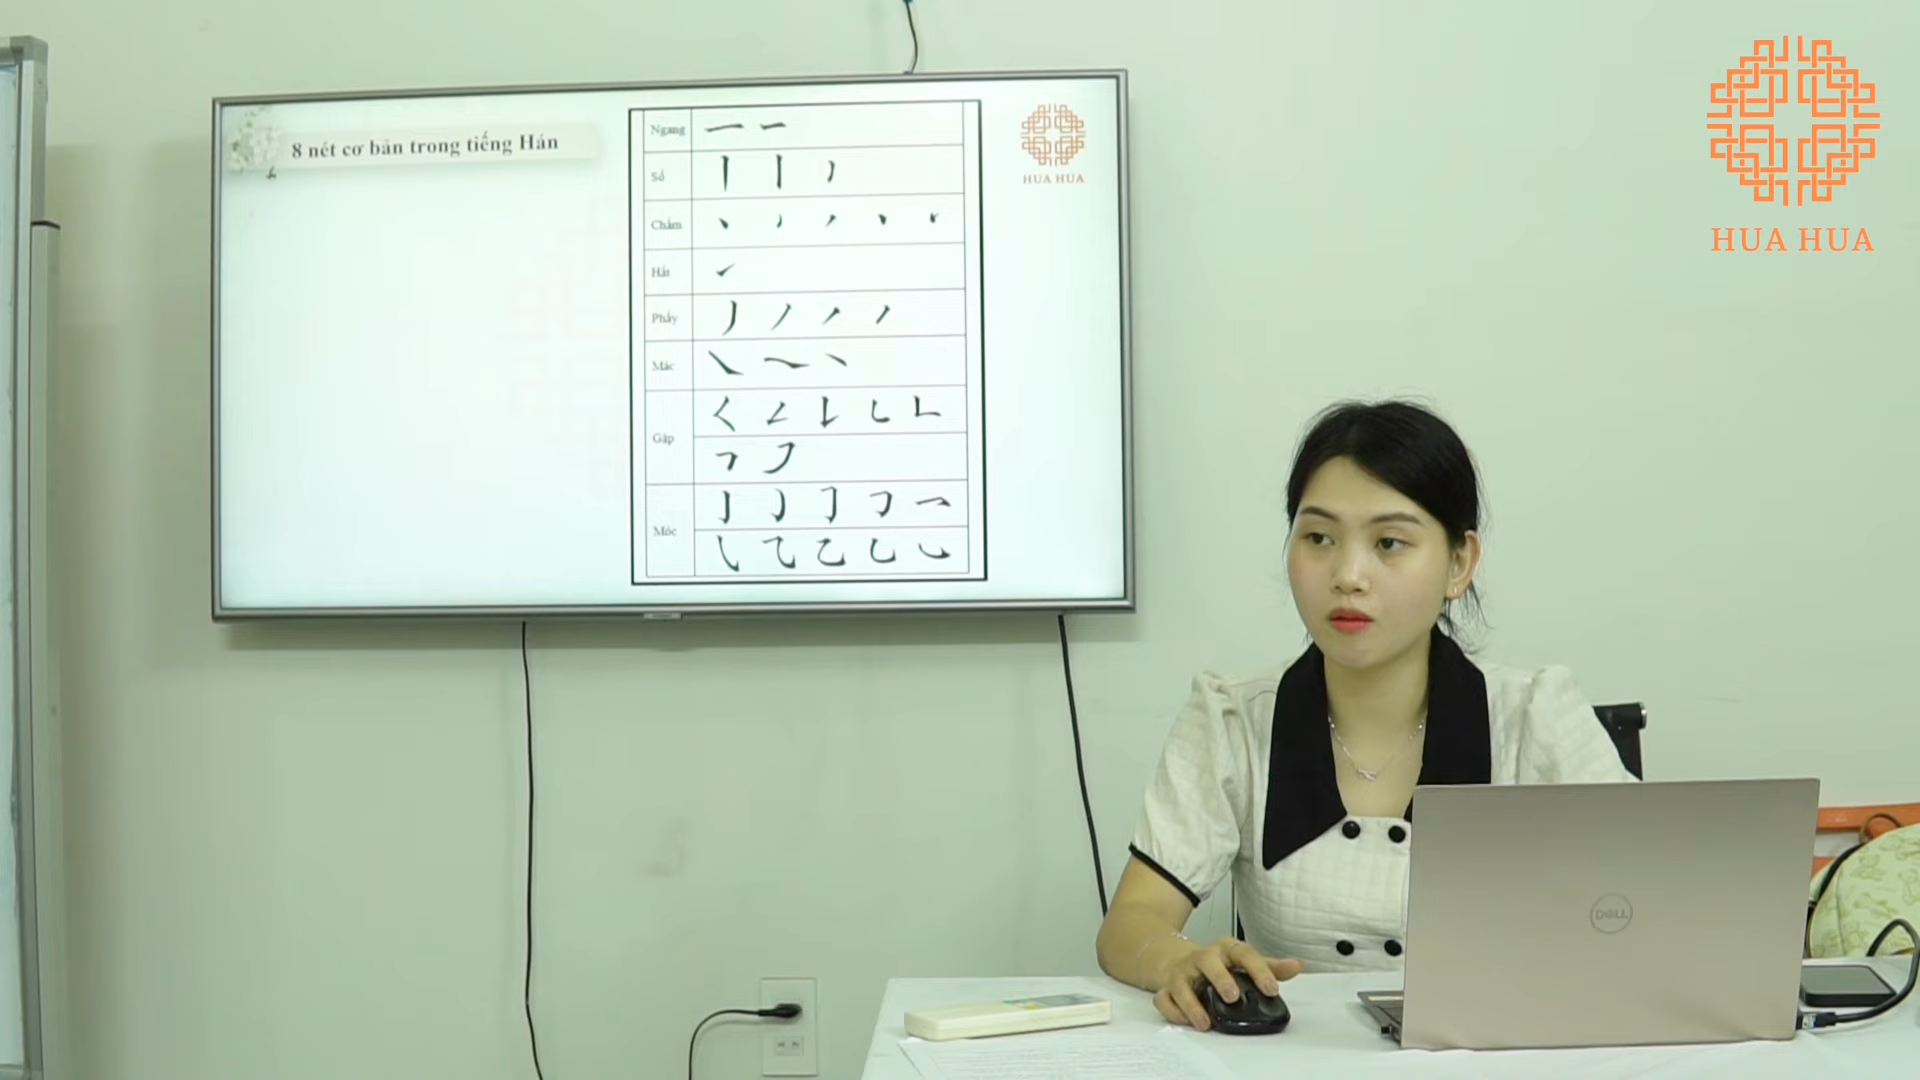 8 nét cơ bản trong tiếng Hán
Ngang
Sổ
Chấm
Hất
Phẩy
Mác
Gập
Móc
HUA HUA
HUA HUA
DELL